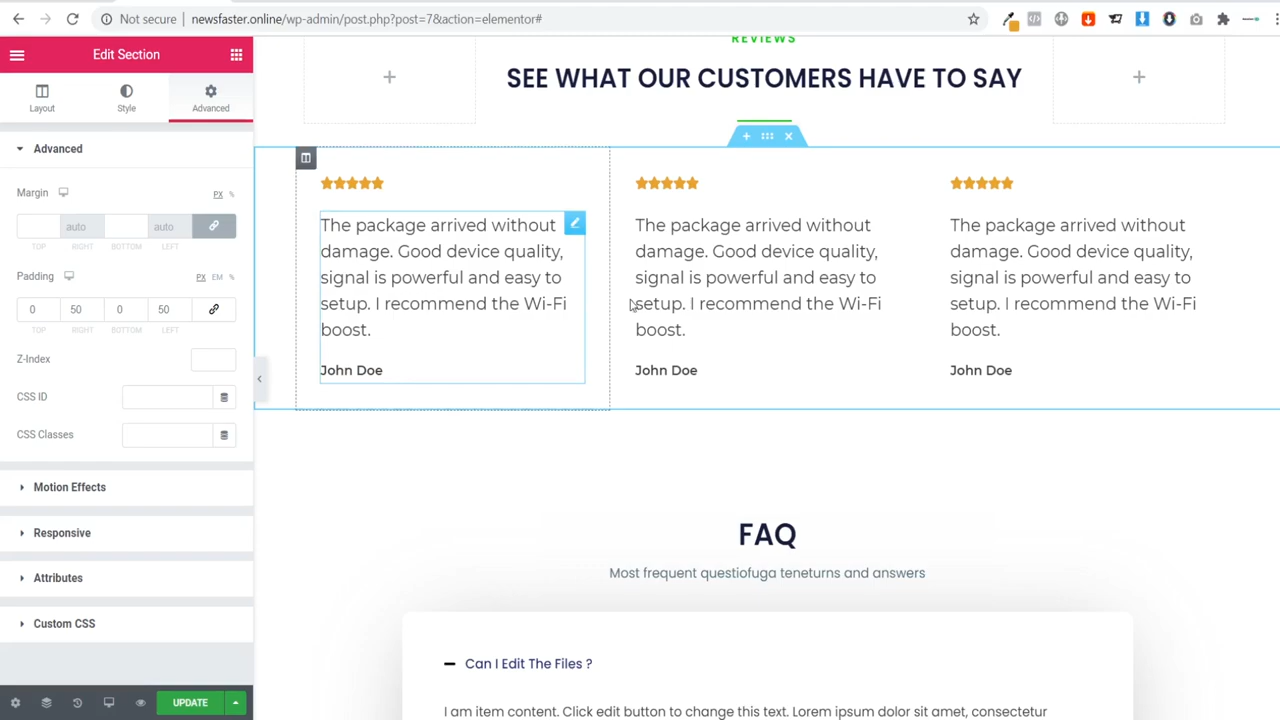 Not secure newsfaster.online/wp-admin/post.php?post=7&action=elementor#
Edit Section
Layout Style Advanced
Advanced
Margin PX %
auto auto
TOP RIGHT BOTTOM LEFT
Padding PX EM %
0 50 0 50
TOP RIGHT BOTTOM LEFT
Z-Index
CSS ID
CSS Classes
Motion Effects
Responsive
Attributes
Custom CSS
UPDATE
REVIEWS
SEE WHAT OUR CUSTOMERS HAVE TO SAY
The package arrived without
damage. Good device quality,
signal is powerful and easy to
setup. I recommend the Wi-Fi
boost.
John Doe
The package arrived without
damage. Good device quality,
signal is powerful and easy to
setup. I recommend the Wi-Fi
boost.
John Doe
The package arrived without
damage. Good device quality,
signal is powerful and easy to
setup. I recommend the Wi-Fi
boost.
John Doe
FAQ
Most frequent questiofuga teneturns and answers
Can I Edit The Files ?
I am item content. Click edit button to change this text. Lorem ipsum dolor sit amet, consectetur